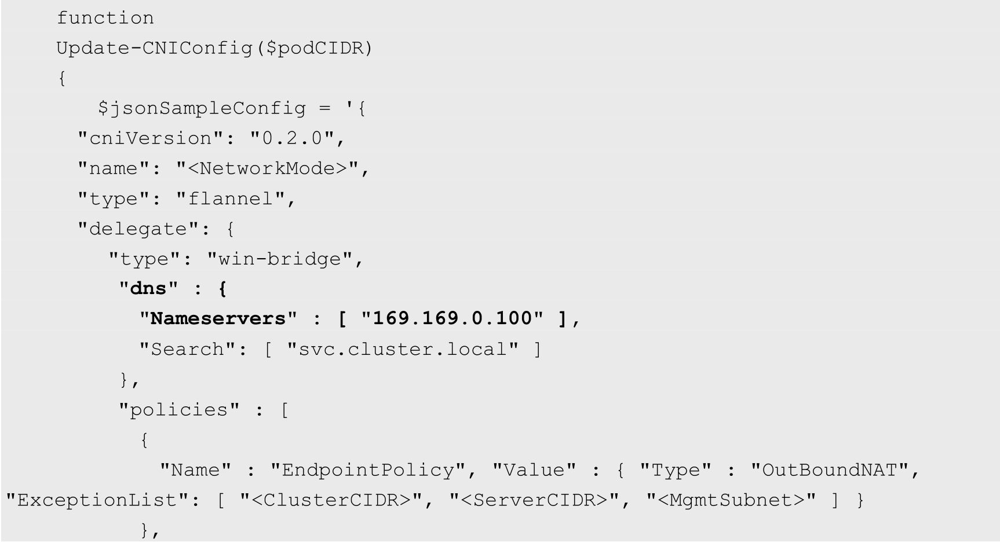 function
Update-CNIConfig($podCIDR)
{
$jsonSampleConfig = '{
"cniVersion": "0.2.0",
"name": "<NetworkMode>",
"type": "flannel",
"delegate": {
"type": "win-bridge",
"dns" : {
"Nameservers" : [ "169.169.0.100" ],
"Search": [ "svc.cluster.local" ]
},
"policies" : [
{
"Name" : "EndpointPolicy", "Value" : { "Type" : "OutBoundNAT",
"ExceptionList": [ "<ClusterCIDR>", "<ServerCIDR>", "<MgmtSubnet>" ] }
},